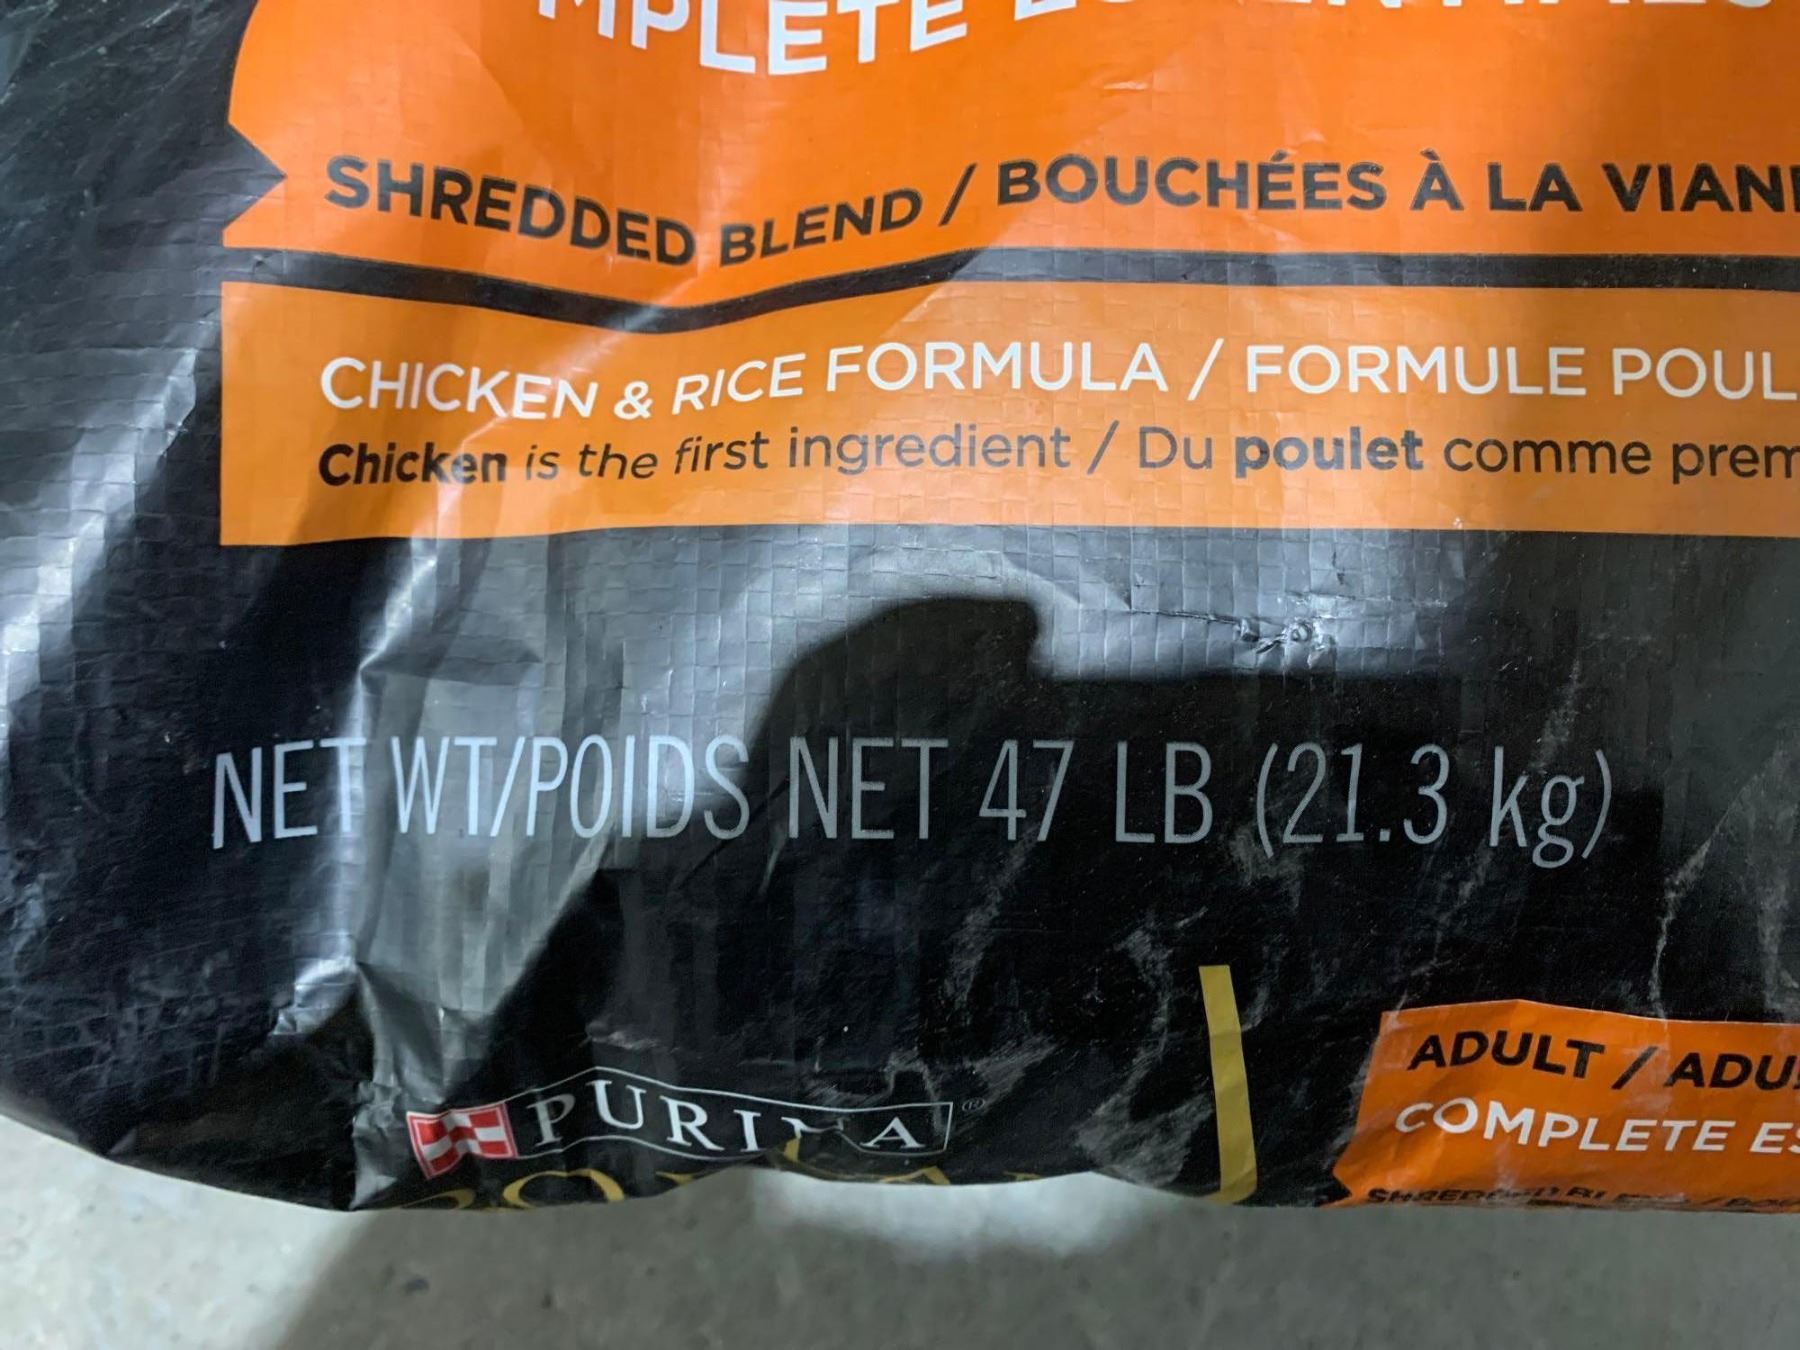 COMPLETE
SHREDDED BLEND / BOUCHÉES À LA VIAN
CHICKEN & RICE FORMULA / FORMULE POUL
Chicken is the first ingredient / Du poulet comme prem
NET WT/POIDS NET 47 LB (21.3 kg)
PURINA®
ADULT / ADU
COMPLETE ES